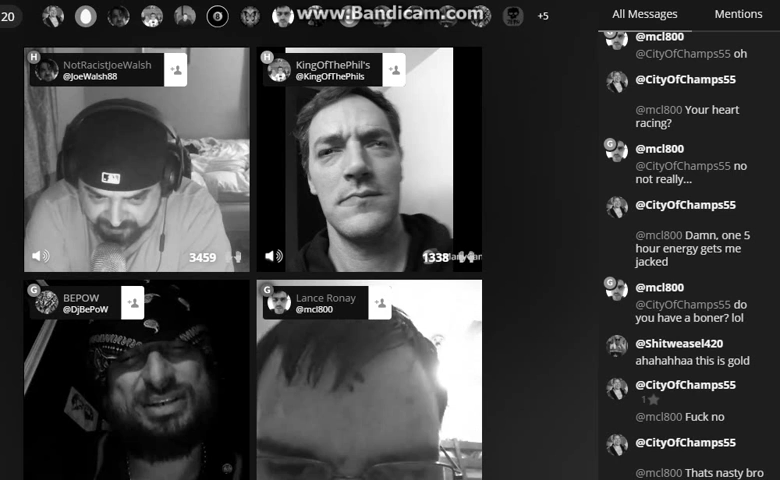 20
www.Bandicam.com
+5
All Messages
Mentions
H
NotRacistJoeWalsh
@JoeWalsh88
3459
H
KingOfThePhil's
@KingOfThePhils
1338
G
BEPOW
@DjBePoW
G
Lance Ronay
@mcl800
@mcl800
@CityOfChamps55 oh
@CityOfChamps55
@mcl800 Your heart
racing?
G
@mcl800
@CityOfChamps55 no
not really...
@CityOfChamps55
@mcl800 Damn, one 5
hour energy gets me
jacked
G
@mcl800
@CityOfChamps55 do
you have a boner? lol
@Shitweasel420
ahahahhaa this is gold
@CityOfChamps55
1
@mcl800 Fuck no
@CityOfChamps55
@mcl800 Thats nasty bro